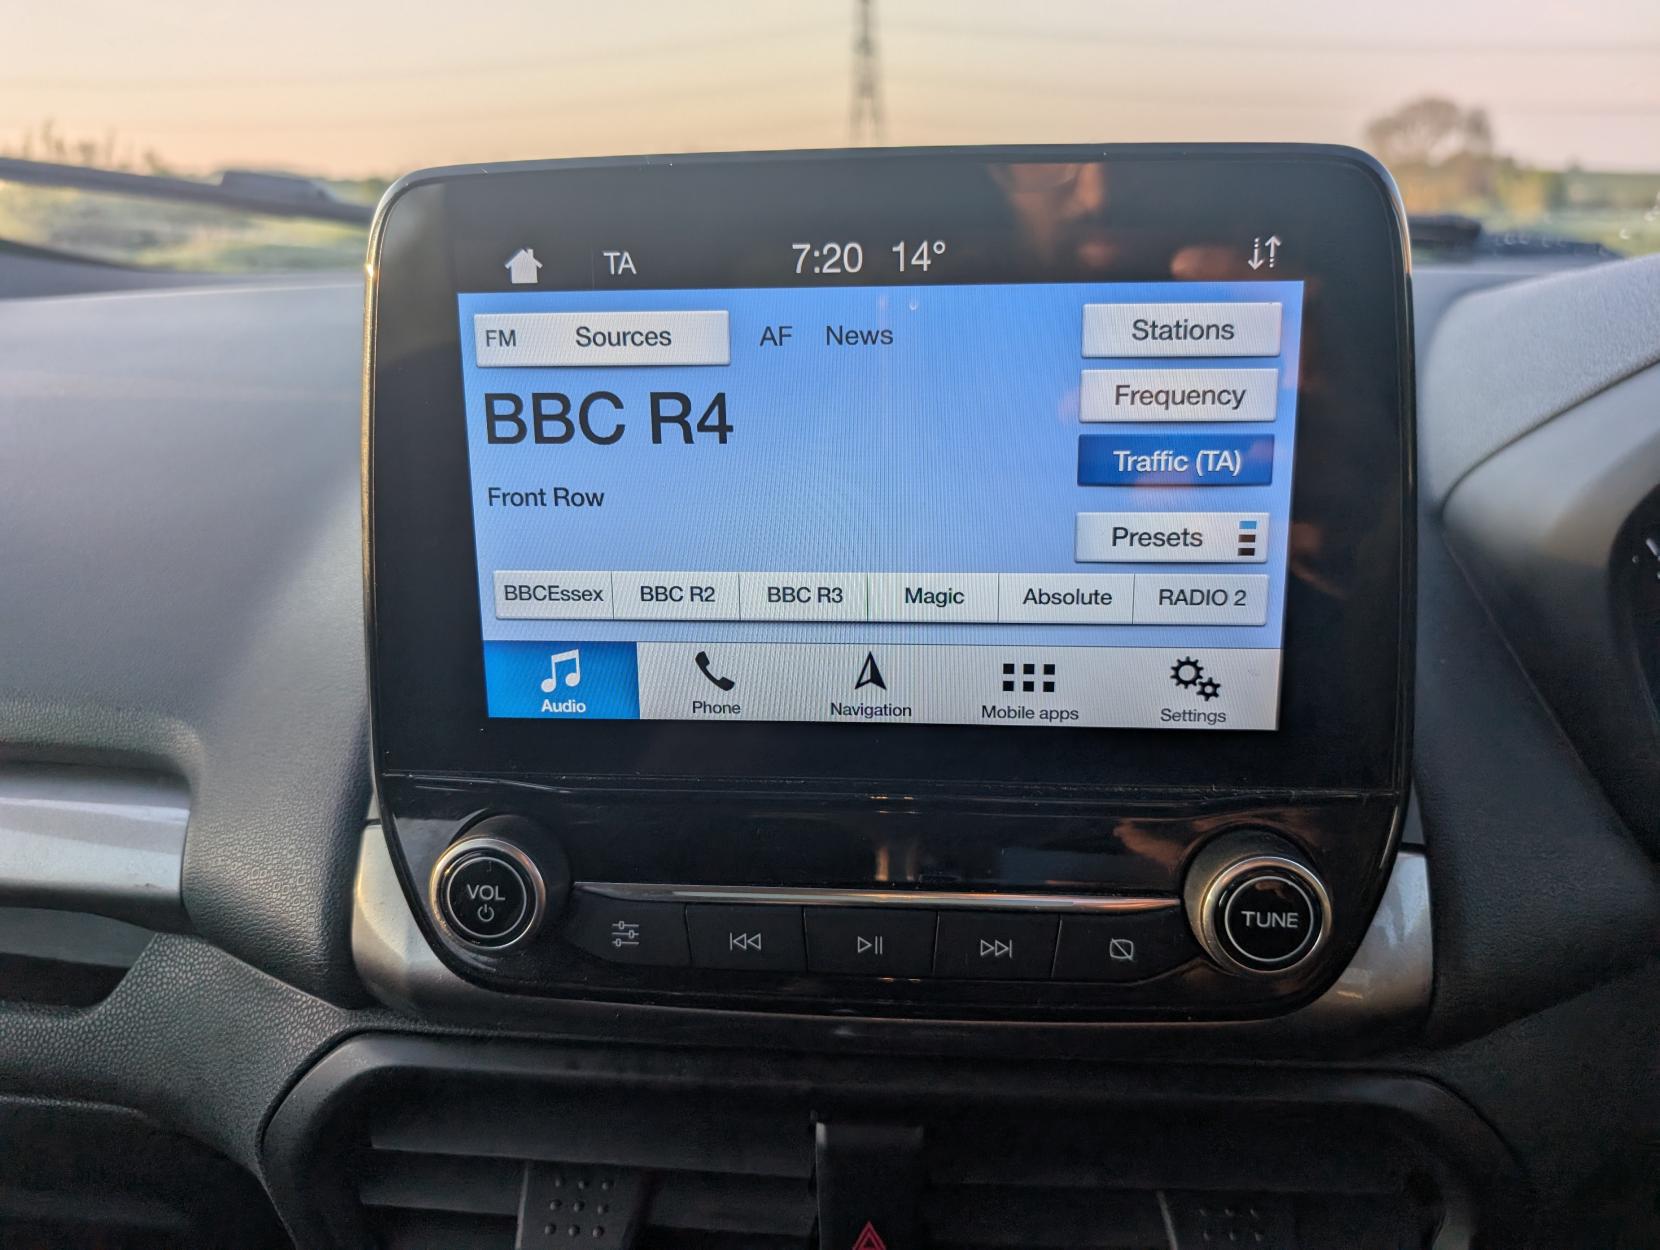 TA 7:20 14°
FM Sources AF News Stations
Frequency
BBC R4
Traffic (TA)
Front Row
Presets
BBCEssex BBC R2 BBC R3 Magic Absolute RADIO 2
Audio Phone Navigation Mobile apps Settings
VOL TUNE